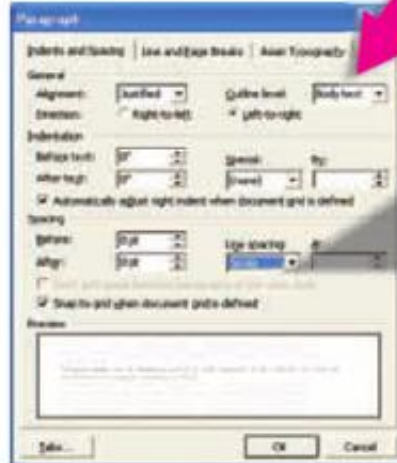 Paragraph
Indents and Spacing Line and Page Breaks Asian Typography
General
Alignment: Justified Outline level: Body text
Direction: Right-to-left Left-to-right
Indentation
Before text: 0" Special: By:
After text: 0" (none)
Automatically adjust right indent when document grid is defined
Spacing
Before: 0 pt Line spacing: At:
After: 0 pt
Snap to grid when document grid is defined
Preview
Tabs... OK Cancel